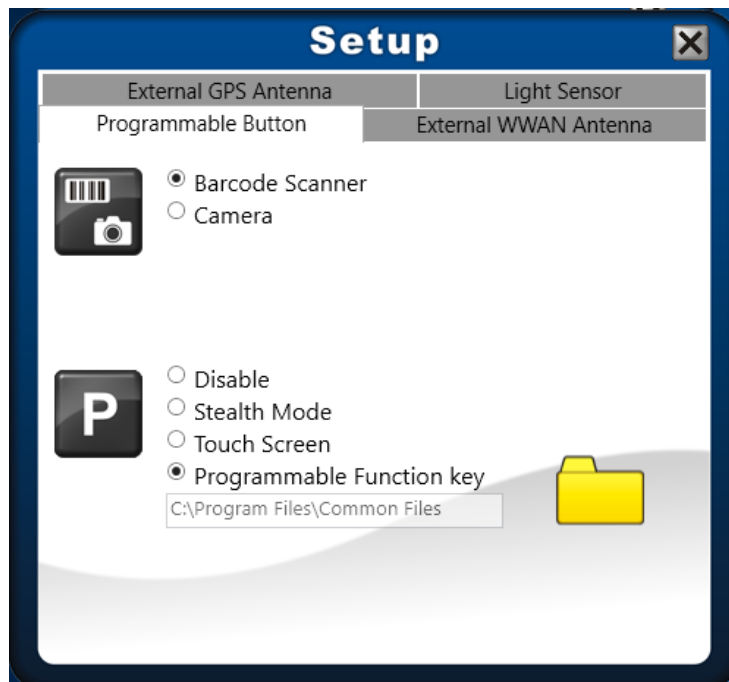 Setup
External GPS Antenna
Light Sensor
Programmable Button
External WWAN Antenna
Barcode Scanner
Camera
Disable
P
Stealth Mode
Touch Screen
Programmable Function key
C:\Program Files\Common Files